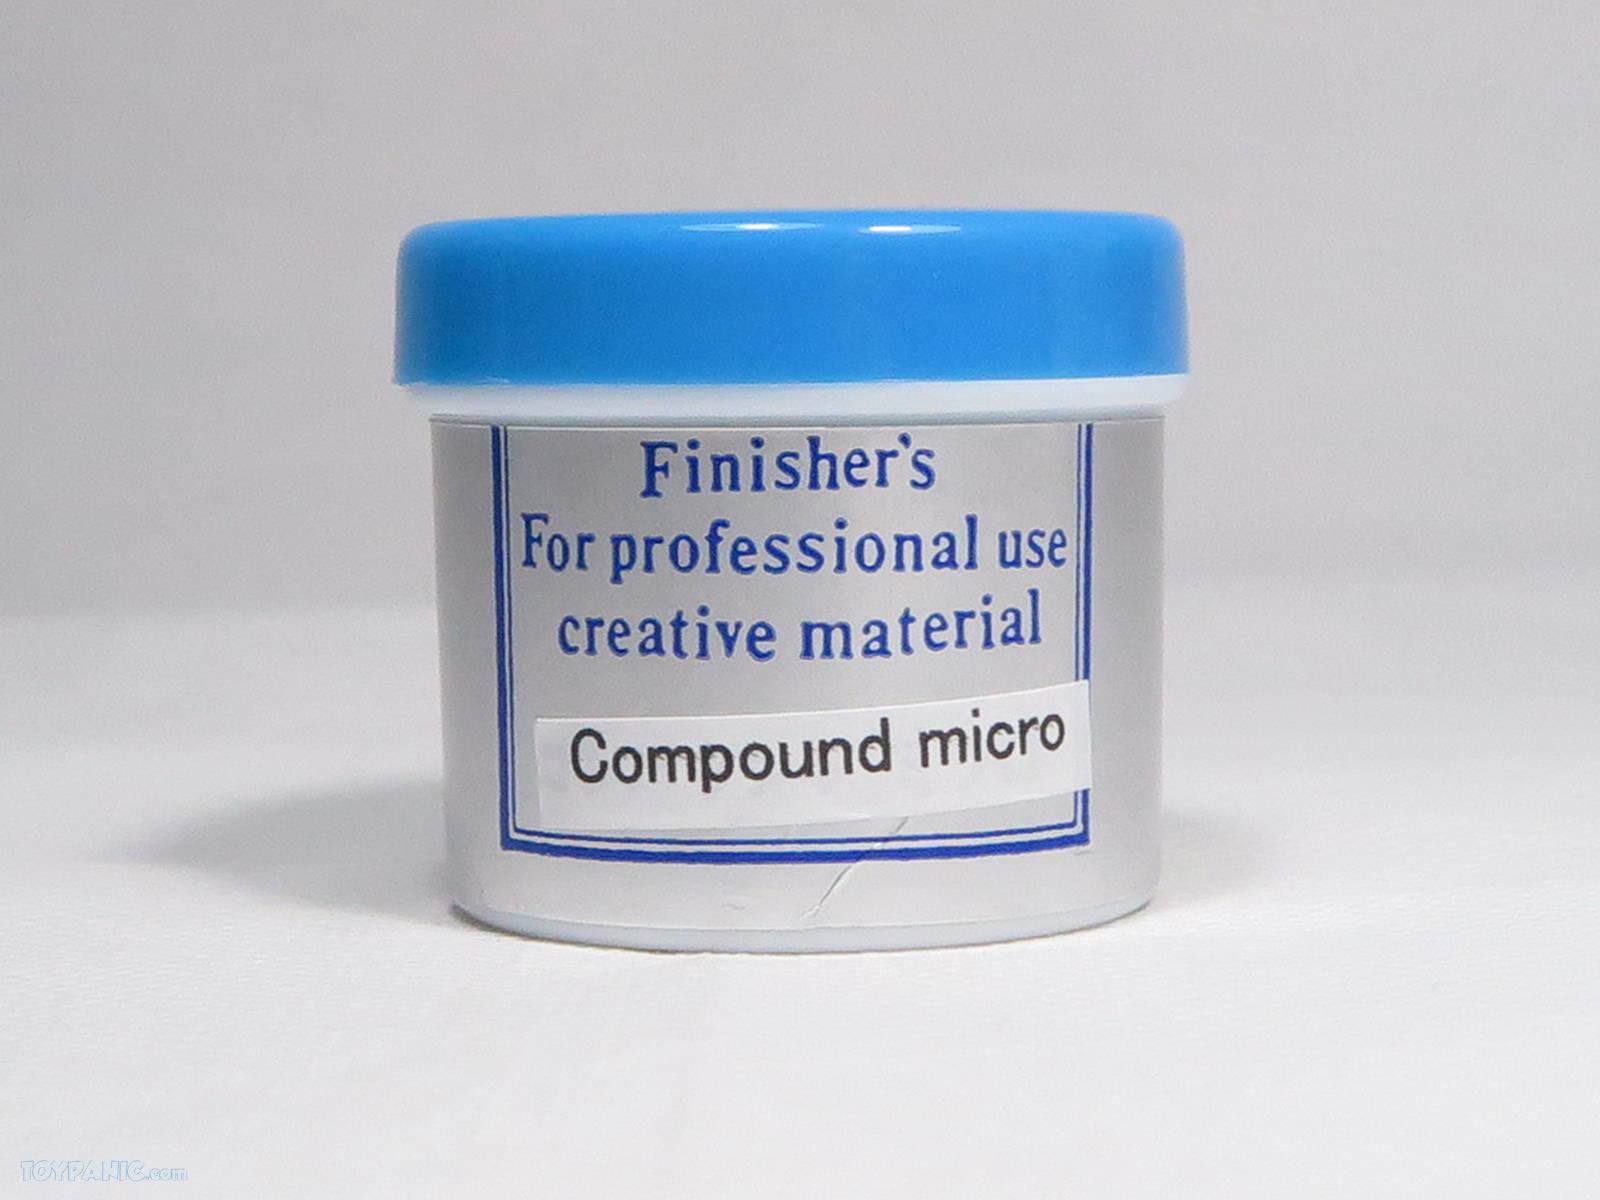 Finisher's
For professional use
creative material
Compound micro
TOYPANIC.com